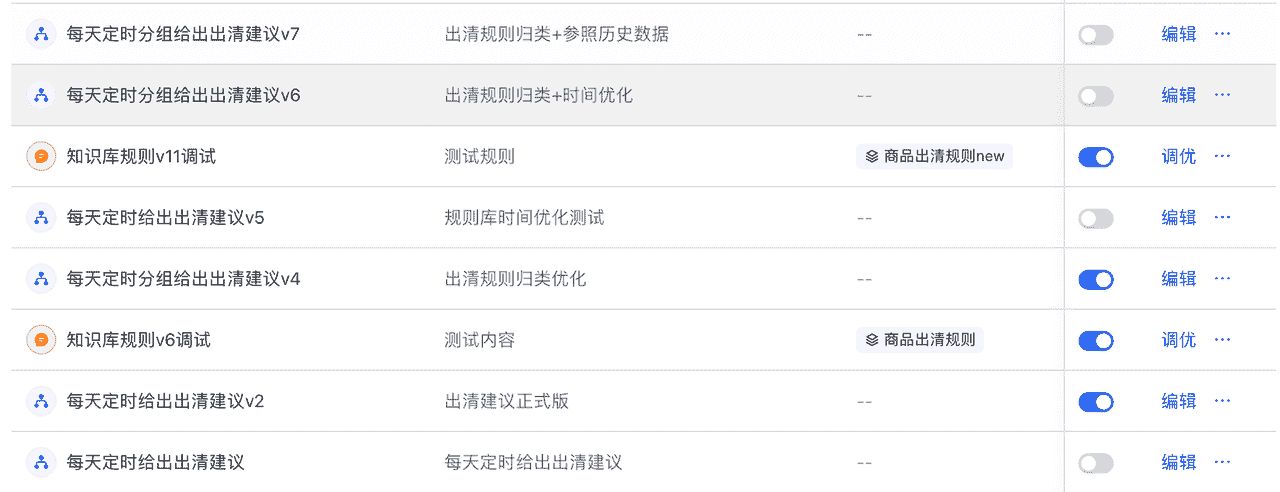 每天定时分组给出出清建议v7 出清规则归类+参照历史数据 -- 编辑 ···
每天定时分组给出出清建议v6 出清规则归类+时间优化 -- 编辑 ···
知识库规则v11调试 测试规则 商品出清规则new 调优 ···
每天定时给出出清建议v5 规则库时间优化测试 -- 编辑 ···
每天定时分组给出出清建议v4 出清规则归类优化 -- 编辑 ···
知识库规则v6调试 测试内容 商品出清规则 调优 ···
每天定时给出出清建议v2 出清建议正式版 -- 编辑 ···
每天定时给出出清建议 每天定时给出出清建议 -- 编辑 ···